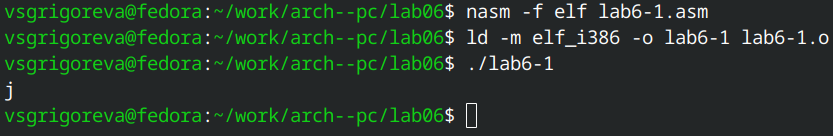 vsgrigoreva@fedora:~/work/arch--pc/lab06$ nasm -f elf lab6-1.asm
vsgrigoreva@fedora:~/work/arch--pc/lab06$ ld -m elf_i386 -o lab6-1 lab6-1.o
vsgrigoreva@fedora:~/work/arch--pc/lab06$ ./lab6-1
j
vsgrigoreva@fedora:~/work/arch--pc/lab06$